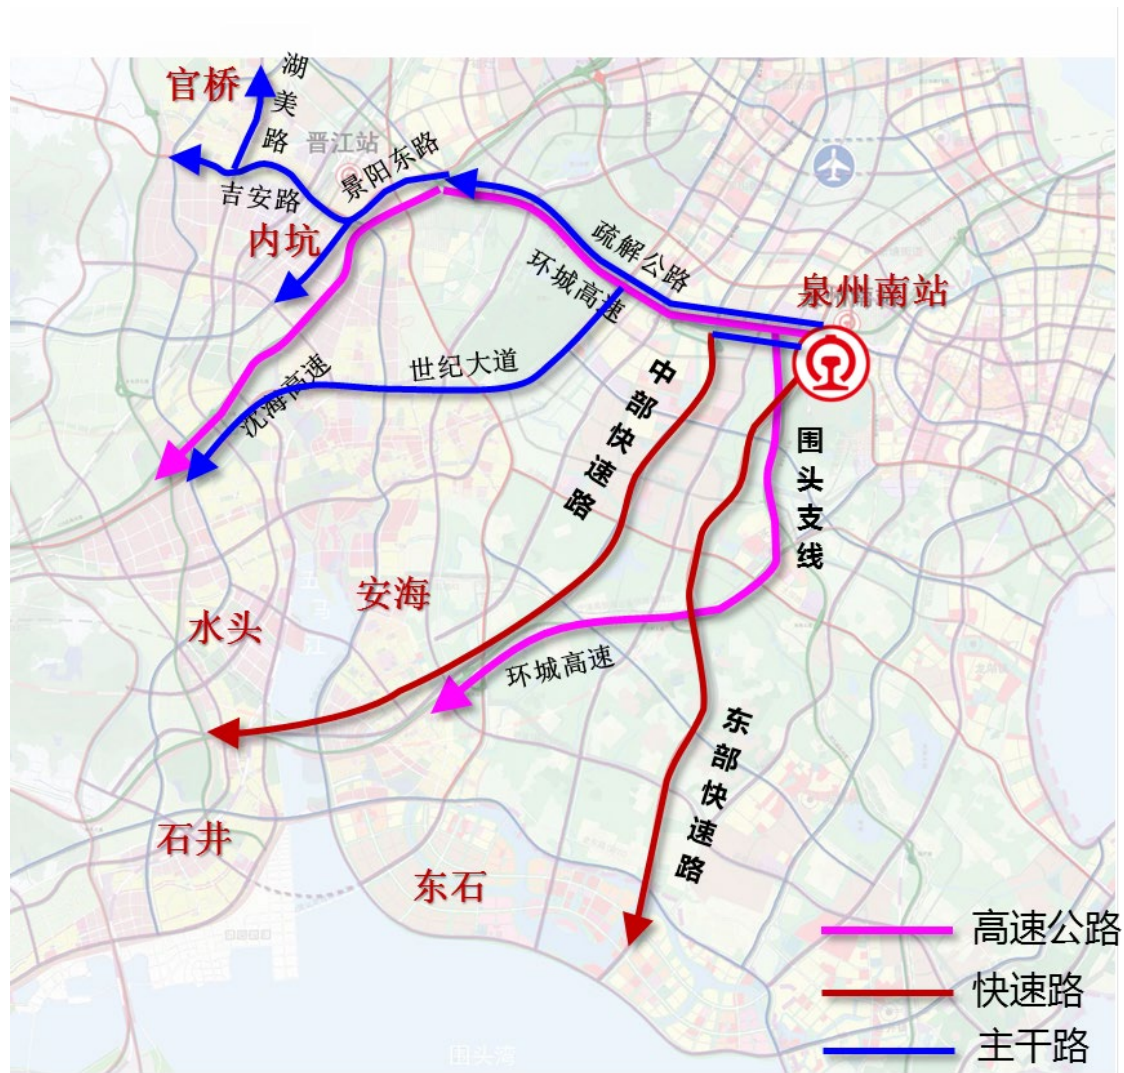 湖美路
官桥
晋江站
景阳东路
吉安路
内坑
疏解公路
环城高速
泉州南站
世纪大道
沈海高速
中部快速路
围头支线
安海
水头
环城高速
东部快速路
石井
东石
高速公路
快速路
主干路
围头湾